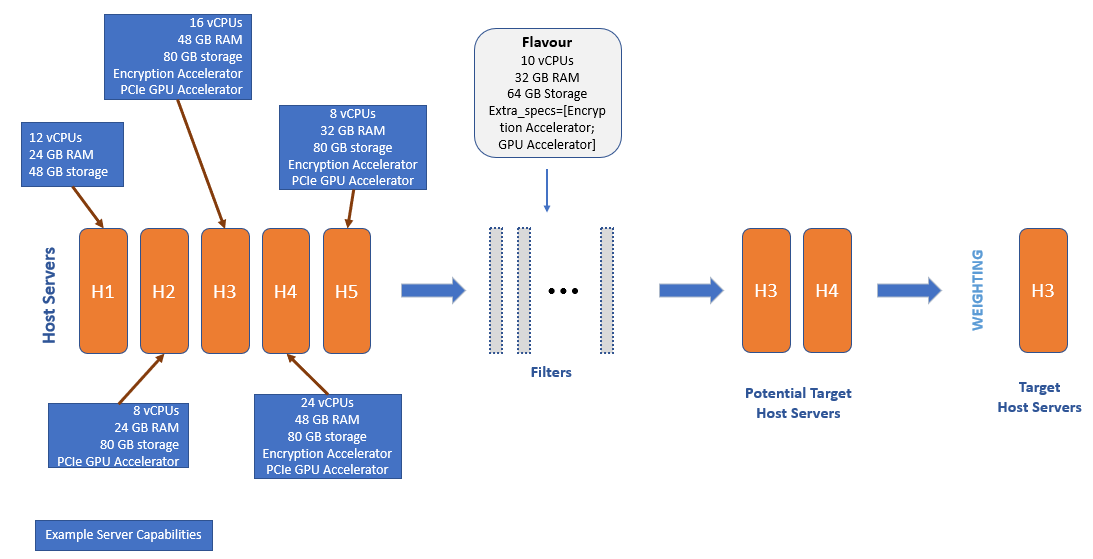 16 vCPUs
48 GB RAM
80 GB storage
Encryption Accelerator
PCIe GPU Accelerator
Flavour
10 vCPUs
32 GB RAM
64 GB Storage
Extra_specs=[Encryp
tion Accelerator;
GPU Accelerator]
8 vCPUs
32 GB RAM
80 GB storage
Encryption Accelerator
PCIe GPU Accelerator
12 vCPUs
24 GB RAM
48 GB storage
Host Servers
H1
H2
H3
H4
H5
Filters
H3
H4
Potential Target
Host Servers
WEIGHTING
H3
Target
Host Servers
8 vCPUs
24 GB RAM
80 GB storage
PCIe GPU Accelerator
24 vCPUs
48 GB RAM
80 GB storage
Encryption Accelerator
PCIe GPU Accelerator
Example Server Capabilities